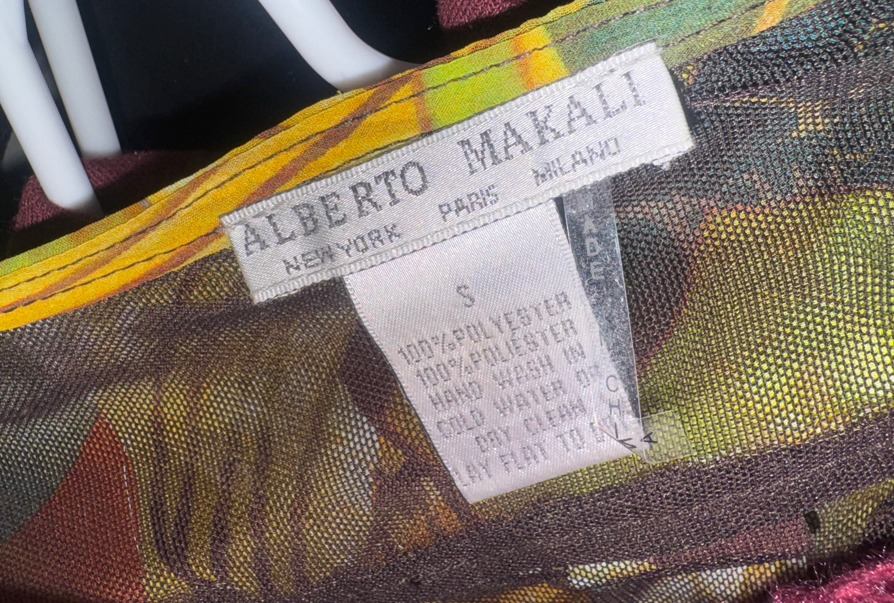 ALBERTO MAKALI
NEW YORK PARIS MILANO
S
100%POLYESTER
100%POLIESTER
HAND WASH IN
COLD WATER OR
DRY CLEAN
LAY FLAT TO